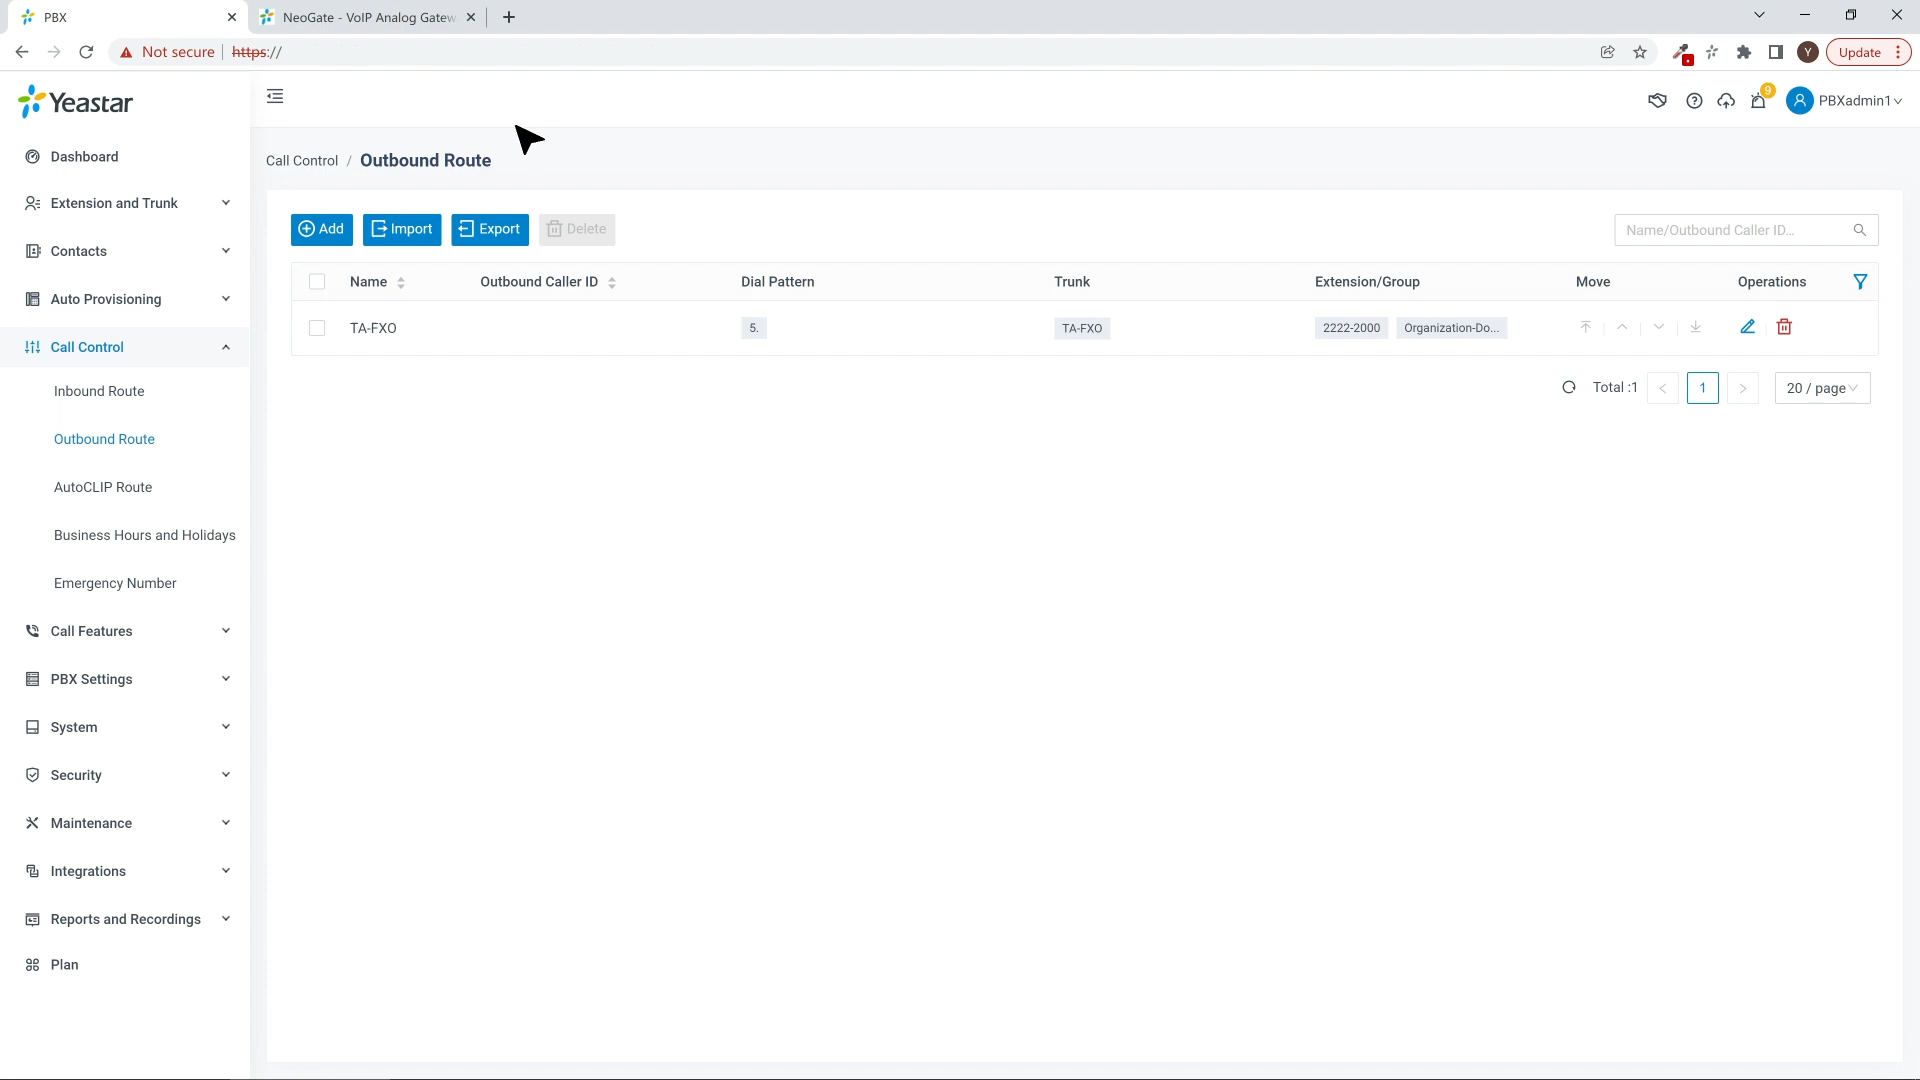 PBX
NeoGate - VoIP Analog Gatew
Not secure
https://
Y
Update
Yeastar
9
PBXadmin1
Dashboard
Call Control / Outbound Route
Extension and Trunk
Add
Import
Export
Delete
Name/Outbound Caller ID...
Contacts
Name
Outbound Caller ID
Dial Pattern
Trunk
Extension/Group
Move
Operations
Auto Provisioning
TA-FXO
5.
TA-FXO
2222-2000
Organization-Do...
Call Control
Total :1
<
1
>
20 / page
Inbound Route
Outbound Route
AutoCLIP Route
Business Hours and Holidays
Emergency Number
Call Features
PBX Settings
System
Security
Maintenance
Integrations
Reports and Recordings
Plan